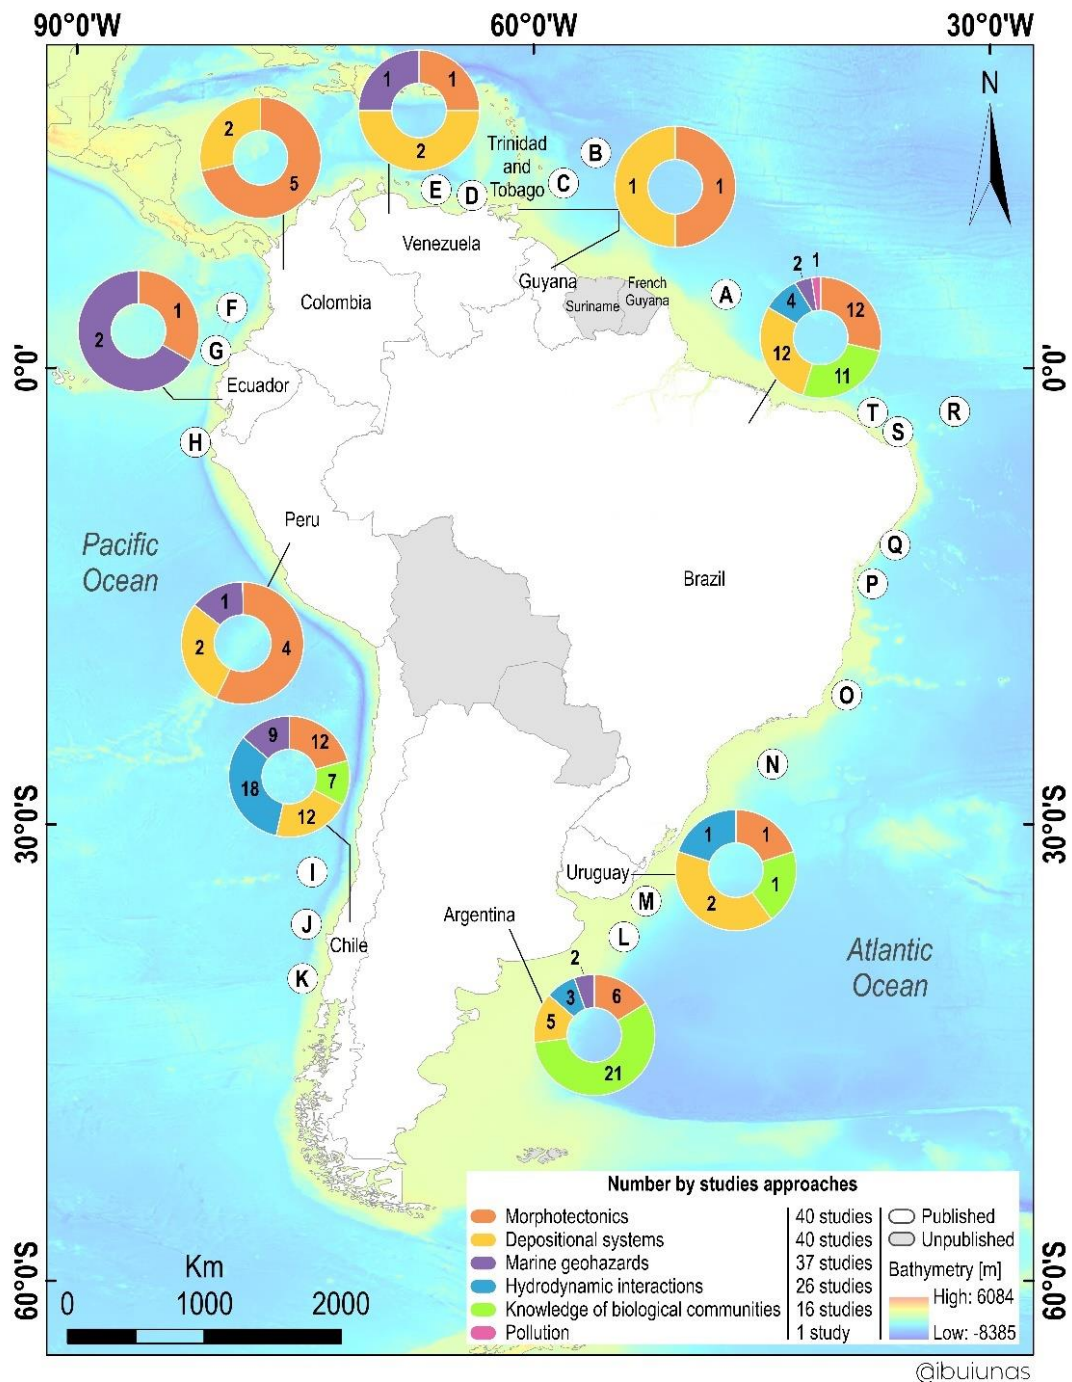 90°0'W 60°0'W 30°0'W
N
1 1
2
2
5
Trinidad
and
Tobago
B
C
E D
1 1
Venezuela
Guyana
French
Guyana
Suriname
Colombia
A
2 1
4 12
12
11
F
1
2
G
0°0' 0°0'
Ecuador
T R
S
H
Peru
Pacific
Ocean
Q
Brazil
P
1
2 4
O
9 12
18 7
12
N
30°0'S 30°0'S
1 1
1
2
Uruguay
I
M
Argentina
J
L
Chile
Atlantic
Ocean
K
2
3 6
5
21
Number by studies approaches
Morphotectonics 40 studies
Depositional systems 40 studies
Marine geohazards 37 studies
Hydrodynamic interactions 26 studies
Knowledge of biological communities 16 studies
Pollution 1 study
Published
Unpublished
Bathymetry [m]
High: 6084
Low: -8385
Km
0 1000 2000
60°0'S 60°0'S
@ibuiunas